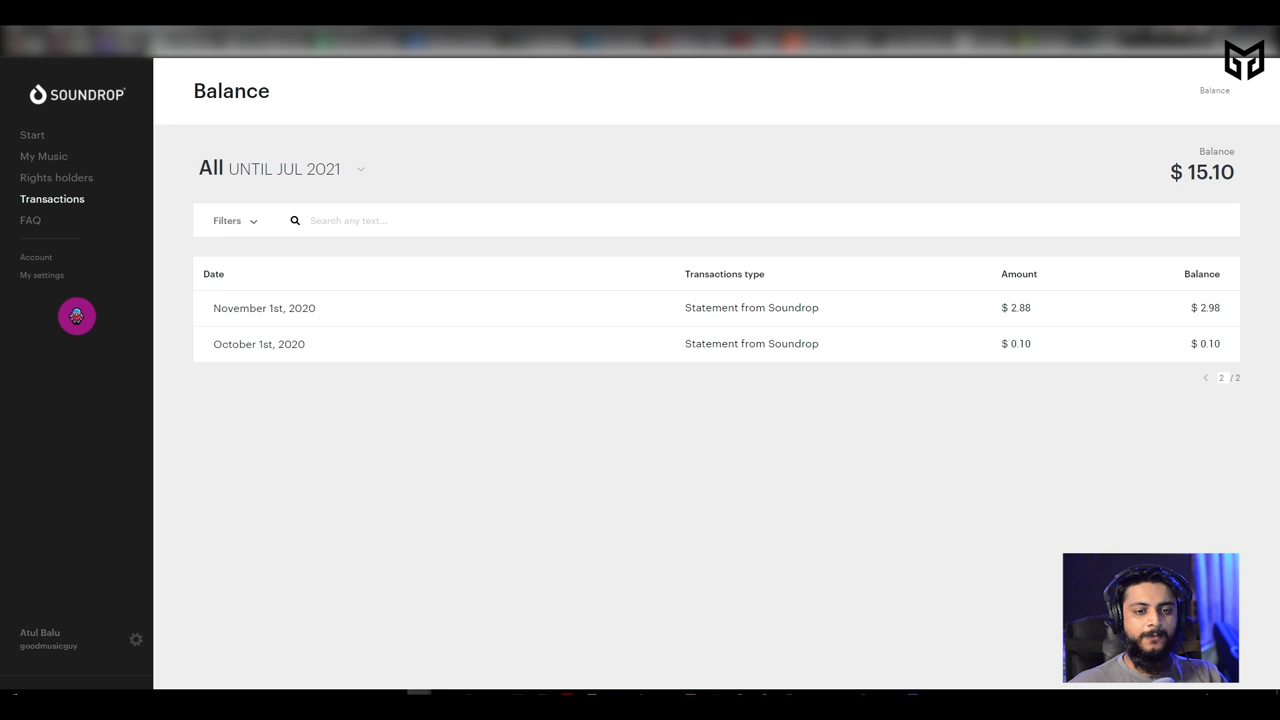 SOUNDROP
Start
My Music
Rights holders
Transactions
FAQ
Account
My settings
Atul Balu
goodmusicguy
Balance
Balance
All UNTIL JUL 2021
Balance
$ 15.10
Filters
Search any text...
Date Transactions type Amount Balance
November 1st, 2020 Statement from Soundrop $ 2.88 $ 2.98
October 1st, 2020 Statement from Soundrop $ 0.10 $ 0.10
2 / 2